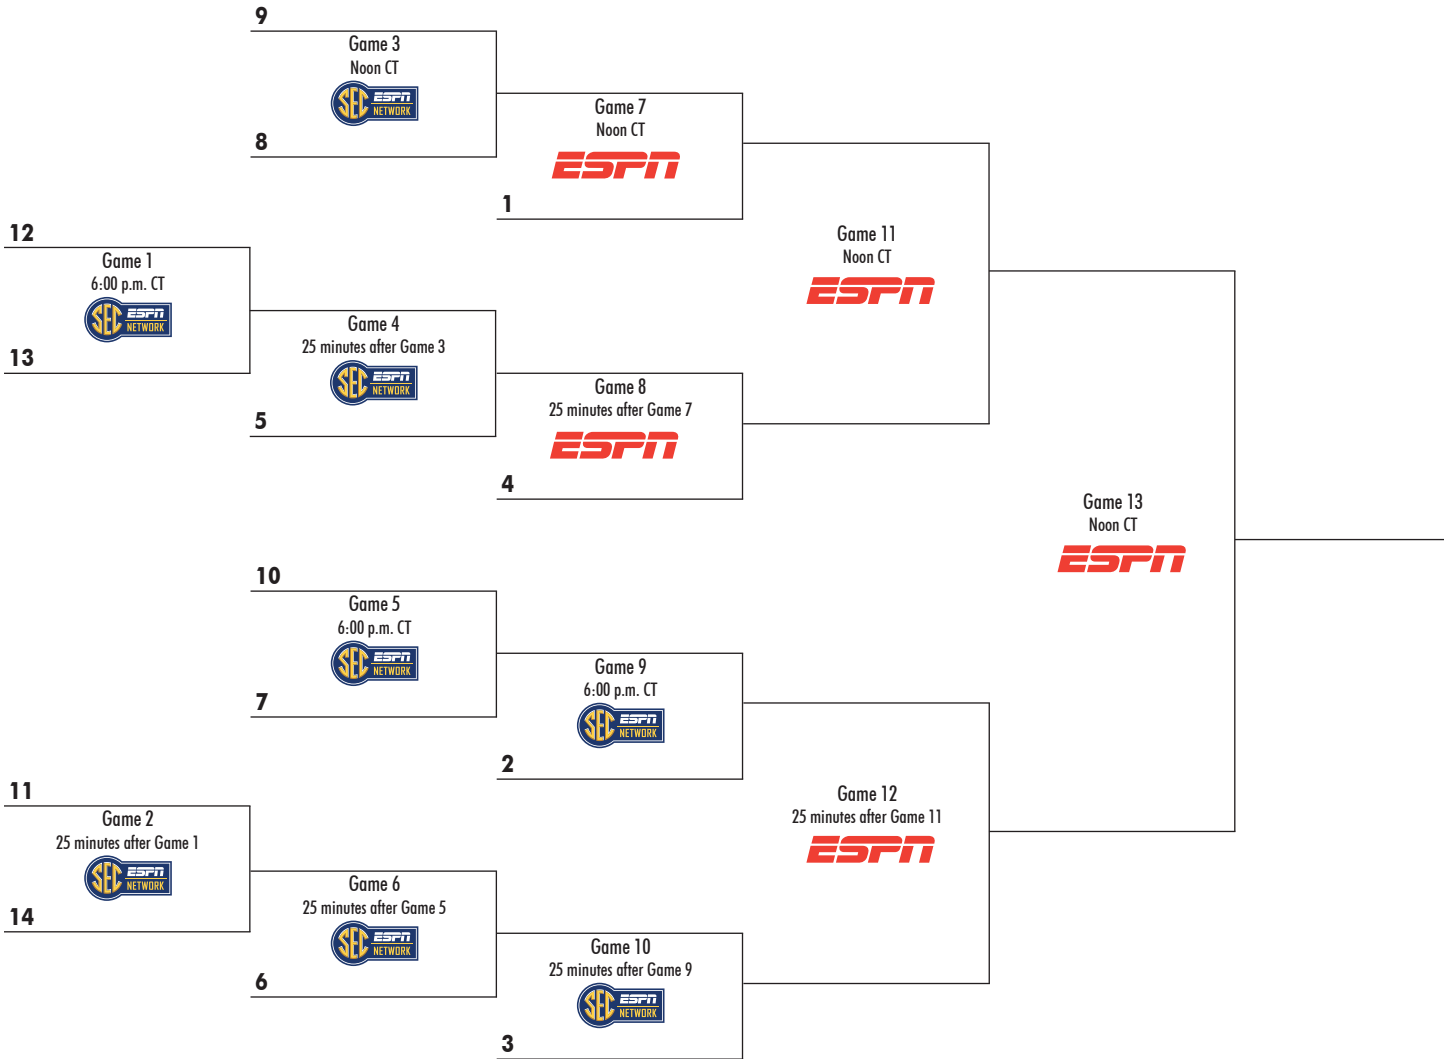 9
Game 3
Noon CT
SEC ESPN NETWORK
8
Game 7
Noon CT
ESPN
1
12
Game 1
6:00 p.m. CT
SEC ESPN NETWORK
13
Game 4
25 minutes after Game 3
SEC ESPN NETWORK
5
Game 8
25 minutes after Game 7
ESPN
4
Game 11
Noon CT
ESPN
Game 13
Noon CT
ESPN
10
Game 5
6:00 p.m. CT
SEC ESPN NETWORK
7
Game 9
6:00 p.m. CT
SEC ESPN NETWORK
2
11
Game 2
25 minutes after Game 1
SEC ESPN NETWORK
14
Game 6
25 minutes after Game 5
SEC ESPN NETWORK
6
Game 10
25 minutes after Game 9
SEC ESPN NETWORK
3
Game 12
25 minutes after Game 11
ESPN